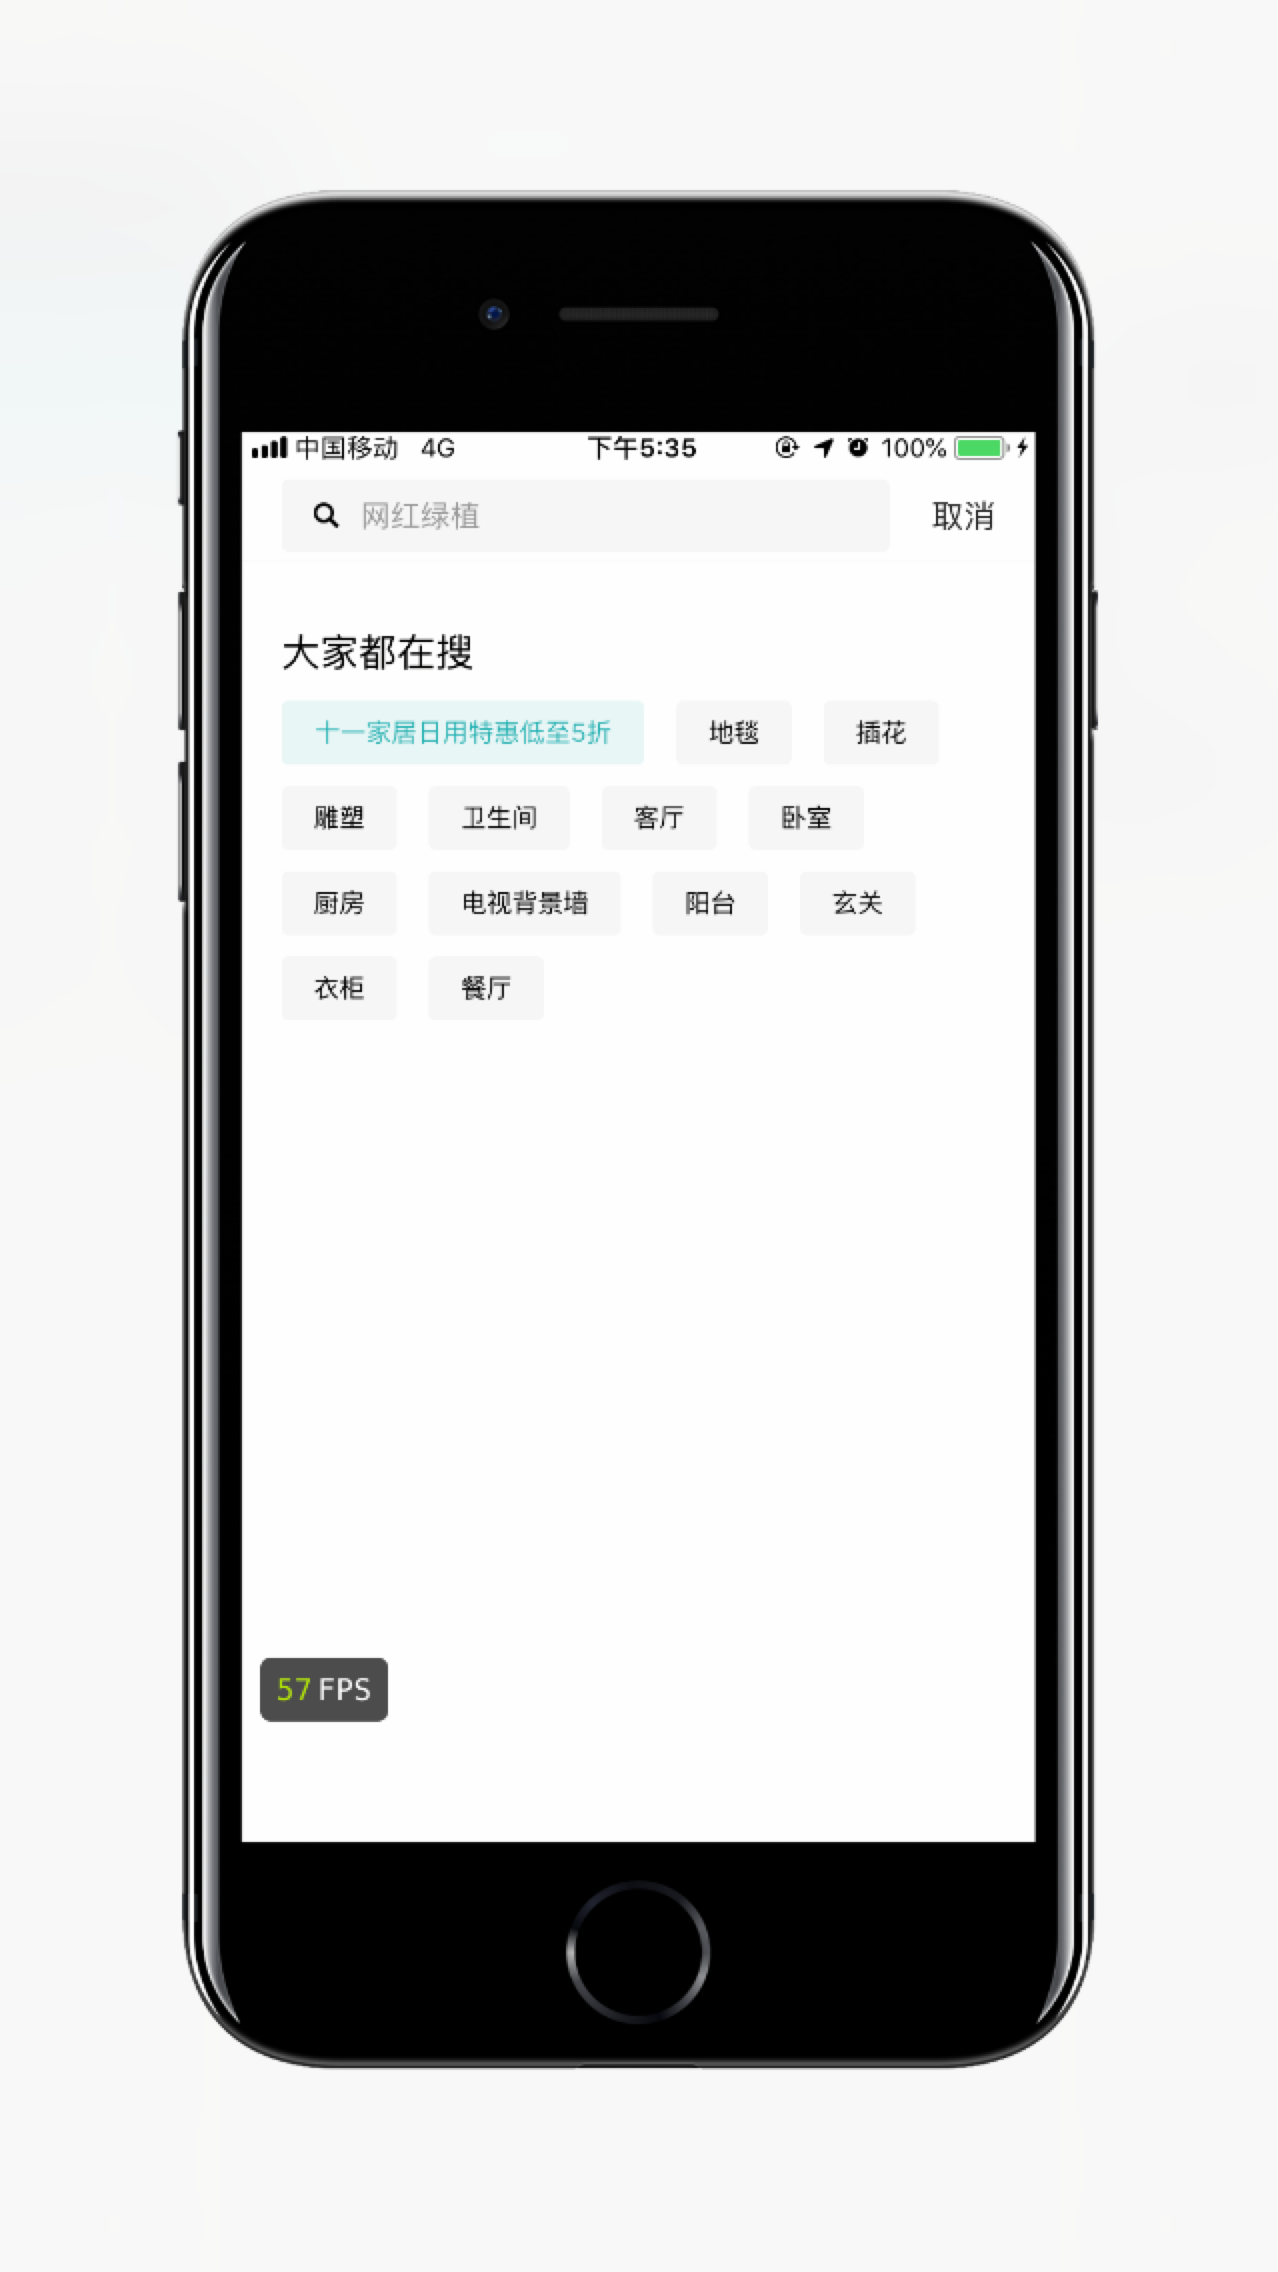 中国移动 4G 下午5:35 100%
网红绿植 取消
大家都在搜
十一家居日用特惠低至5折 地毯 插花
雕塑 卫生间 客厅 卧室
厨房 电视背景墙 阳台 玄关
衣柜 餐厅
57 FPS